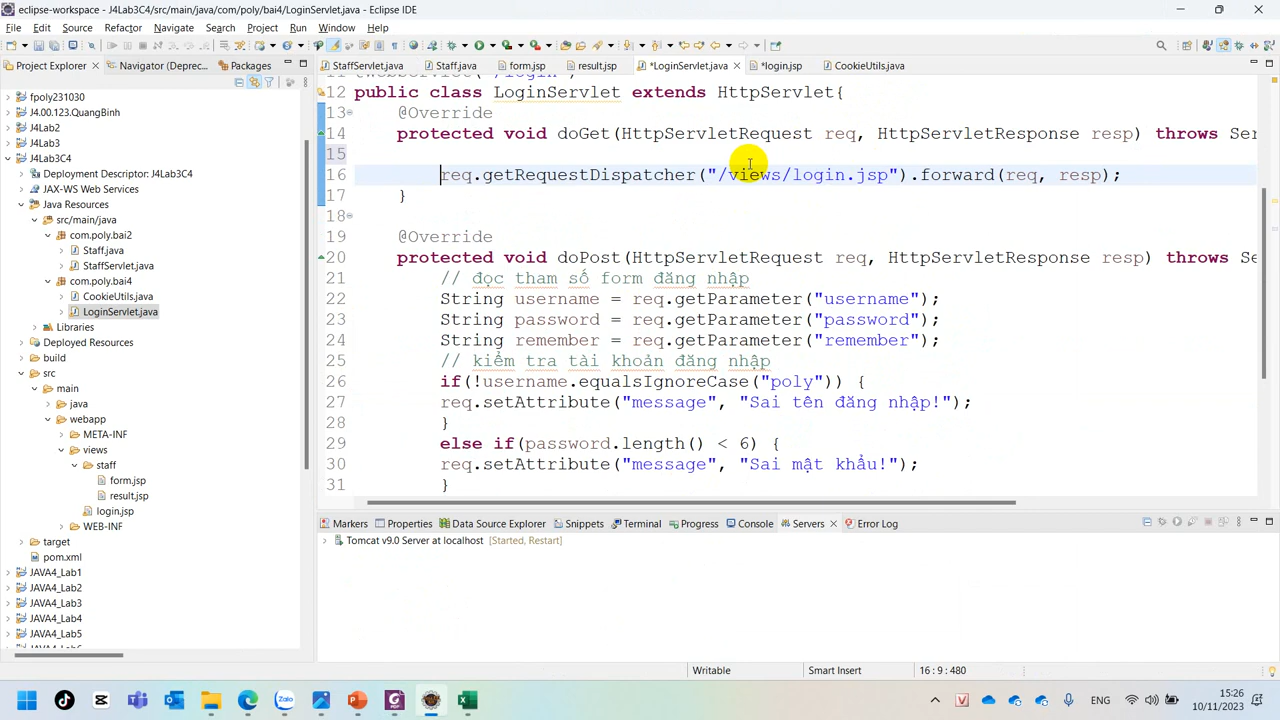 eclipse-workspace - J4Lab3C4/src/main/java/com/poly/bai4/LoginServlet.java - Eclipse IDE
File Edit Source Refactor Navigate Search Project Run Window Help
Project Explorer Navigator (Deprec... Packages
StaffServlet.java Staff.java form.jsp result.jsp *LoginServlet.java *login.jsp CookieUtils.java
fpoly231030
J4.00.123.QuangBinh
J4Lab2
J4Lab3
J4Lab3C4
Deployment Descriptor: J4Lab3C4
JAX-WS Web Services
Java Resources
src/main/java
com.poly.bai2
Staff.java
StaffServlet.java
com.poly.bai4
CookieUtils.java
LoginServlet.java
Libraries
Deployed Resources
build
src
main
java
webapp
META-INF
views
staff
form.jsp
result.jsp
login.jsp
WEB-INF
target
pom.xml
JAVA4_Lab1
JAVA4_Lab2
JAVA4_Lab3
JAVA4_Lab4
JAVA4_Lab5
12 public class LoginServlet extends HttpServlet{
13 @Override
14 protected void doGet(HttpServletRequest req, HttpServletResponse resp) throws Se
15
16 req.getRequestDispatcher("/views/login.jsp").forward(req, resp);
17 }
18
19 @Override
20 protected void doPost(HttpServletRequest req, HttpServletResponse resp) throws Se
21 // đọc tham số form đăng nhập
22 String username = req.getParameter("username");
23 String password = req.getParameter("password");
24 String remember = req.getParameter("remember");
25 // kiểm tra tài khoản đăng nhập
26 if(!username.equalsIgnoreCase("poly")) {
27 req.setAttribute("message", "Sai tên đăng nhập!");
28 }
29 else if(password.length() < 6) {
30 req.setAttribute("message", "Sai mật khẩu!");
31 }
Markers Properties Data Source Explorer Snippets Terminal Progress Console Servers Error Log
Tomcat v9.0 Server at localhost [Started, Restart]
Writable Smart Insert 16 : 9 : 480
Zalo ENG 15:26
10/11/2023